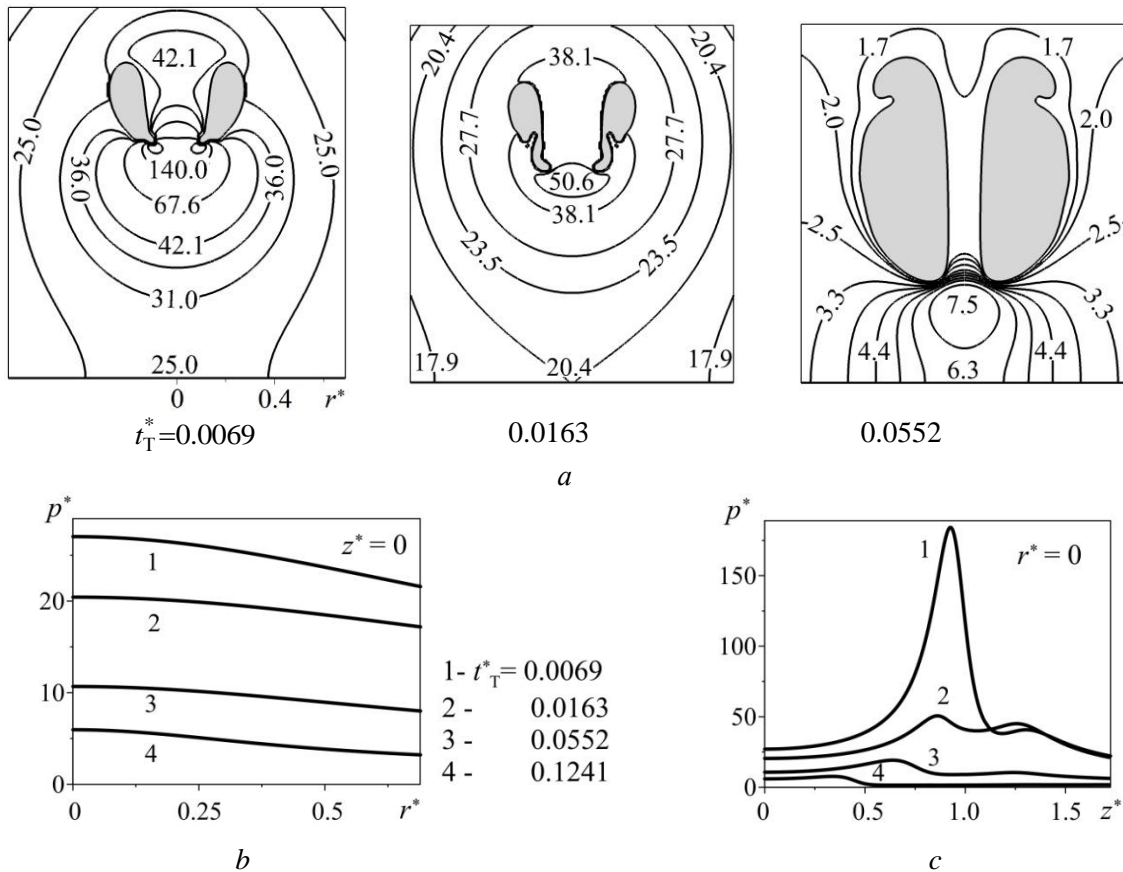 42.1
25.0
36.0
140.0
36.0
25.0
67.6
42.1
31.0
25.0
0 0.4 r*
20.4 38.1 20.4
27.7 27.7
50.6
38.1
23.5 23.5
17.9 20.4 17.9
1.7 1.7
2.0 2.0
2.5 2.5
3.3 7.5 3.3
4.4 4.4
6.3
t*T=0.0069 0.0163 0.0552
a
p*
z* = 0
1
20
2
10
3
4
0
0 0.25 0.5 r*
1- t*T= 0.0069
2 - 0.0163
3 - 0.0552
4 - 0.1241
b
p*
1
r* = 0
150
100
2
50
3
4
0
0 0.5 1.0 1.5 z*
c